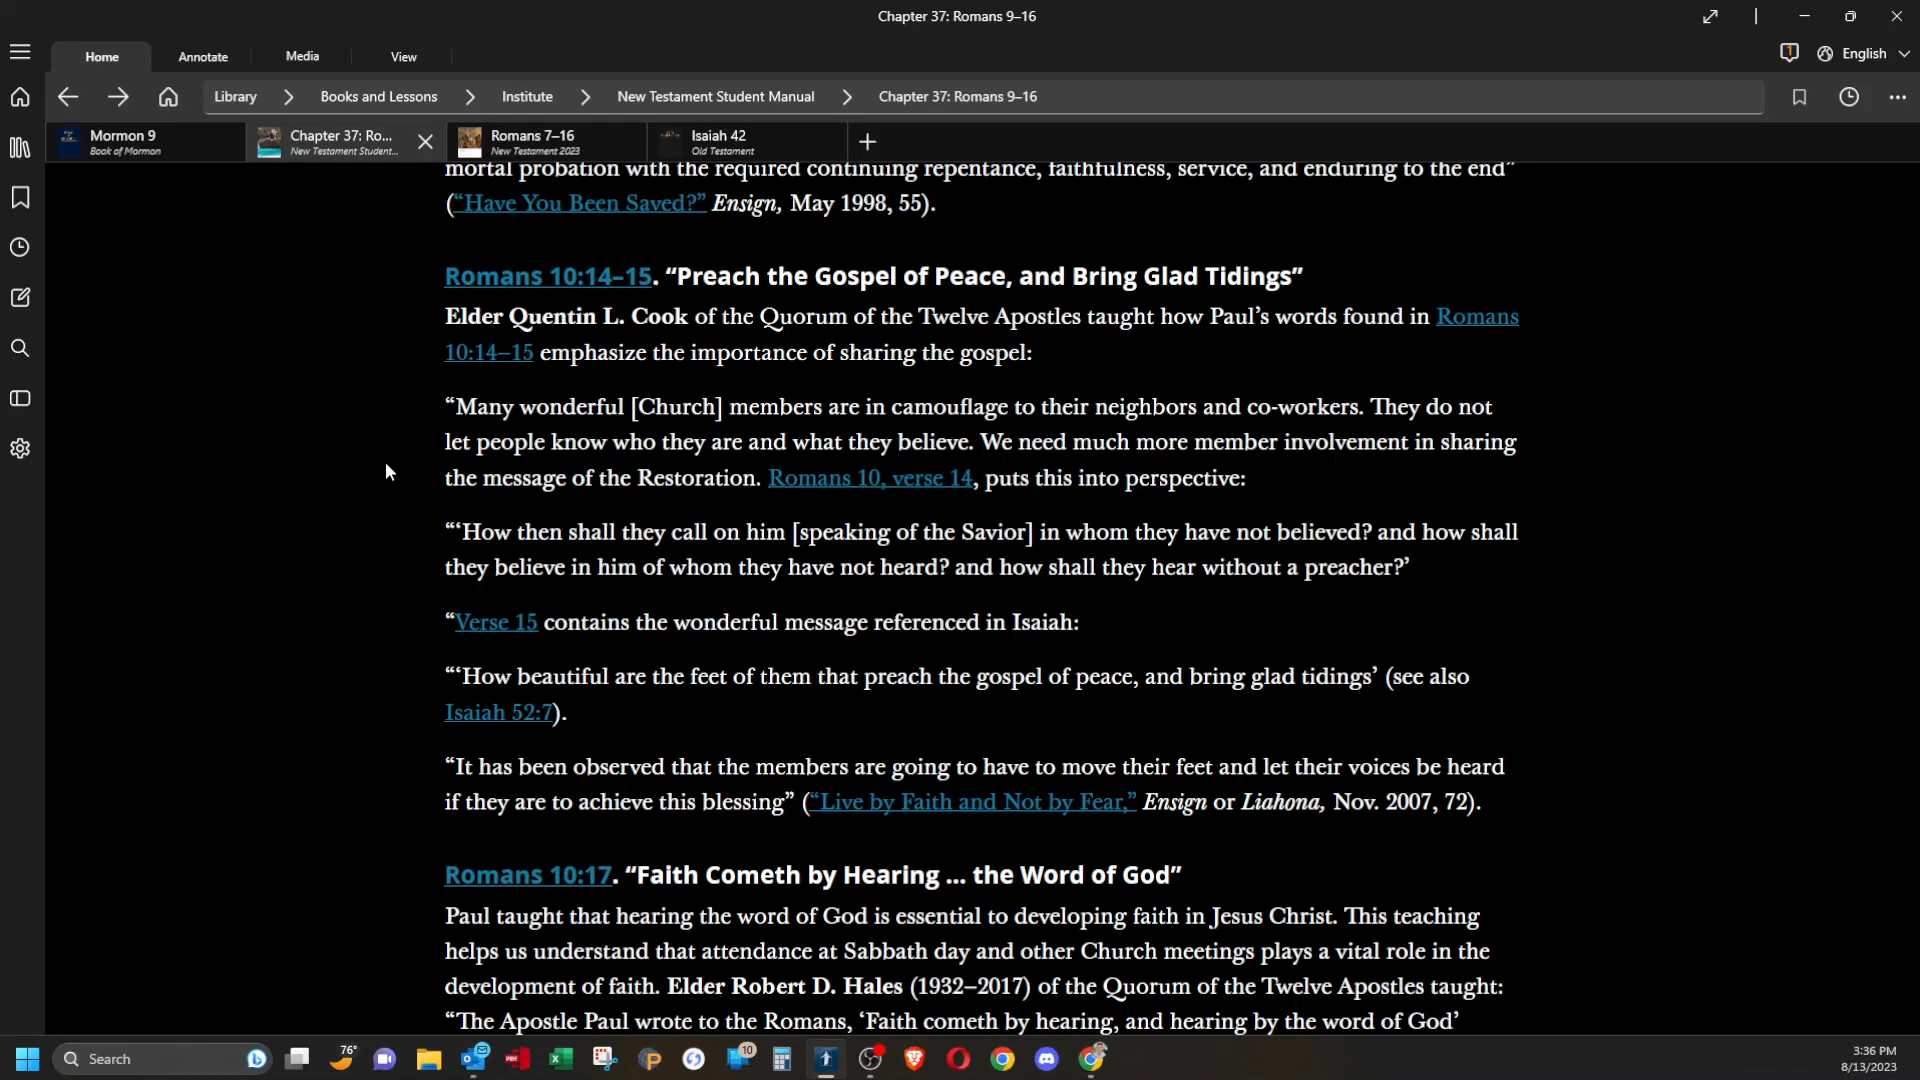 Chapter 37: Romans 9–16
Home Annotate Media View
1 English
Library Books and Lessons Institute New Testament Student Manual Chapter 37: Romans 9–16
Mormon 9 Chapter 37: Ro... Romans 7–16 Isaiah 42
Book of Mormon New Testament Student... New Testament 2023 Old Testament
mortal probation with the required continuing repentance, faithfulness, service, and enduring to the end”
(“Have You Been Saved?” Ensign, May 1998, 55).
Romans 10:14–15. “Preach the Gospel of Peace, and Bring Glad Tidings”
Elder Quentin L. Cook of the Quorum of the Twelve Apostles taught how Paul’s words found in Romans
10:14–15 emphasize the importance of sharing the gospel:
“Many wonderful [Church] members are in camouflage to their neighbors and co-workers. They do not
let people know who they are and what they believe. We need much more member involvement in sharing
the message of the Restoration. Romans 10, verse 14, puts this into perspective:
“‘How then shall they call on him [speaking of the Savior] in whom they have not believed? and how shall
they believe in him of whom they have not heard? and how shall they hear without a preacher?’
“Verse 15 contains the wonderful message referenced in Isaiah:
“‘How beautiful are the feet of them that preach the gospel of peace, and bring glad tidings’ (see also
Isaiah 52:7).
“It has been observed that the members are going to have to move their feet and let their voices be heard
if they are to achieve this blessing” (“Live by Faith and Not by Fear,” Ensign or Liahona, Nov. 2007, 72).
Romans 10:17. “Faith Cometh by Hearing … the Word of God”
Paul taught that hearing the word of God is essential to developing faith in Jesus Christ. This teaching
helps us understand that attendance at Sabbath day and other Church meetings plays a vital role in the
development of faith. Elder Robert D. Hales (1932–2017) of the Quorum of the Twelve Apostles taught:
“The Apostle Paul wrote to the Romans, ‘Faith cometh by hearing, and hearing by the word of God’
Search 76° PDF 10 3:36 PM
8/13/2023